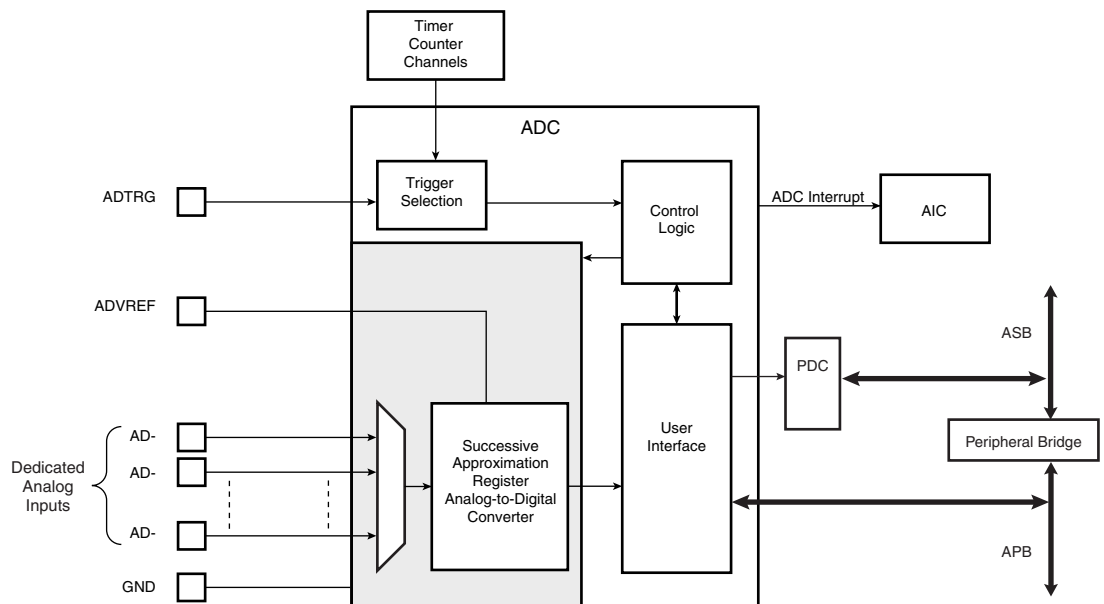 Timer
Counter
Channels
ADC
ADTRG
Trigger
Selection
Control
Logic
ADC Interrupt
AIC
ADVREF
ASB
PDC
User
Interface
Peripheral Bridge
Dedicated
Analog
Inputs
AD-
AD-
AD-
Successive
Approximation
Register
Analog-to-Digital
Converter
APB
GND